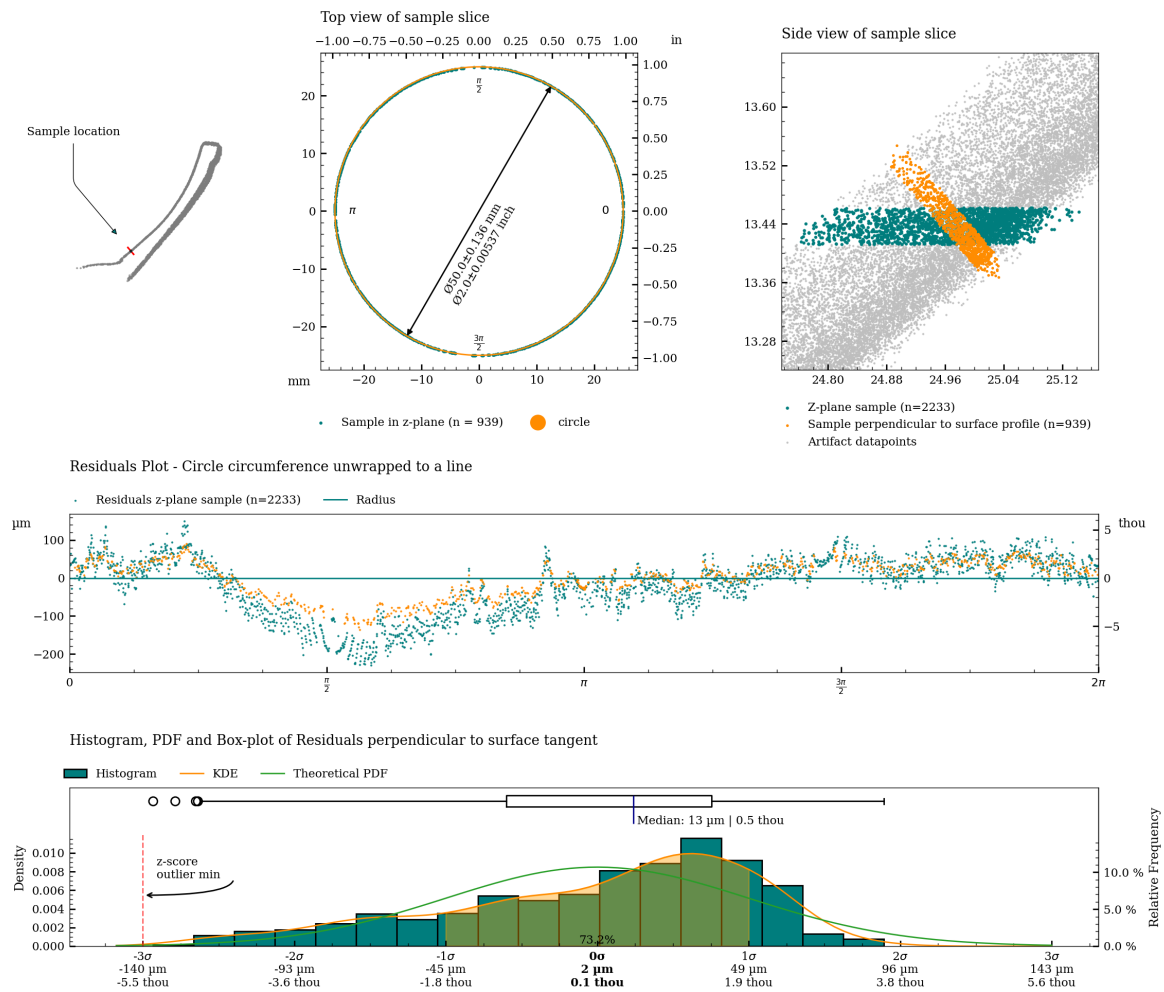 Top view of sample slice
−1.00 −0.75 −0.50 −0.25 0.00 0.25 0.50 0.75 1.00 in
Side view of sample slice
Sample location
20
10
0
−10
−20
mm
π/2
π
0
3π/2
Ø50.0±0.136 mm
Ø2.0±0.00537 inch
1.00
0.75
0.50
0.25
0.00
−0.25
−0.50
−0.75
−1.00
−20 −10 0 10 20
Sample in z-plane (n = 939) circle
13.60
13.52
13.44
13.36
13.28
24.80 24.88 24.96 25.04 25.12
Z-plane sample (n=2233)
Sample perpendicular to surface profile (n=939)
Artifact datapoints
Residuals Plot - Circle circumference unwrapped to a line
Residuals z-plane sample (n=2233) Radius
µm
100
0
−100
−200
thou
5
0
−5
0 π/2 π 3π/2 2π
Histogram, PDF and Box-plot of Residuals perpendicular to surface tangent
Histogram KDE Theoretical PDF
Median: 13 µm | 0.5 thou
z-score
outlier min
Density
0.010
0.008
0.006
0.004
0.002
0.000
73.2%
10.0 %
5.0 %
0.0 %
Relative Frequency
-3σ -2σ -1σ 0σ 1σ 2σ 3σ
-140 µm -93 µm -45 µm 2 µm 49 µm 96 µm 143 µm
-5.5 thou -3.6 thou -1.8 thou 0.1 thou 1.9 thou 3.8 thou 5.6 thou